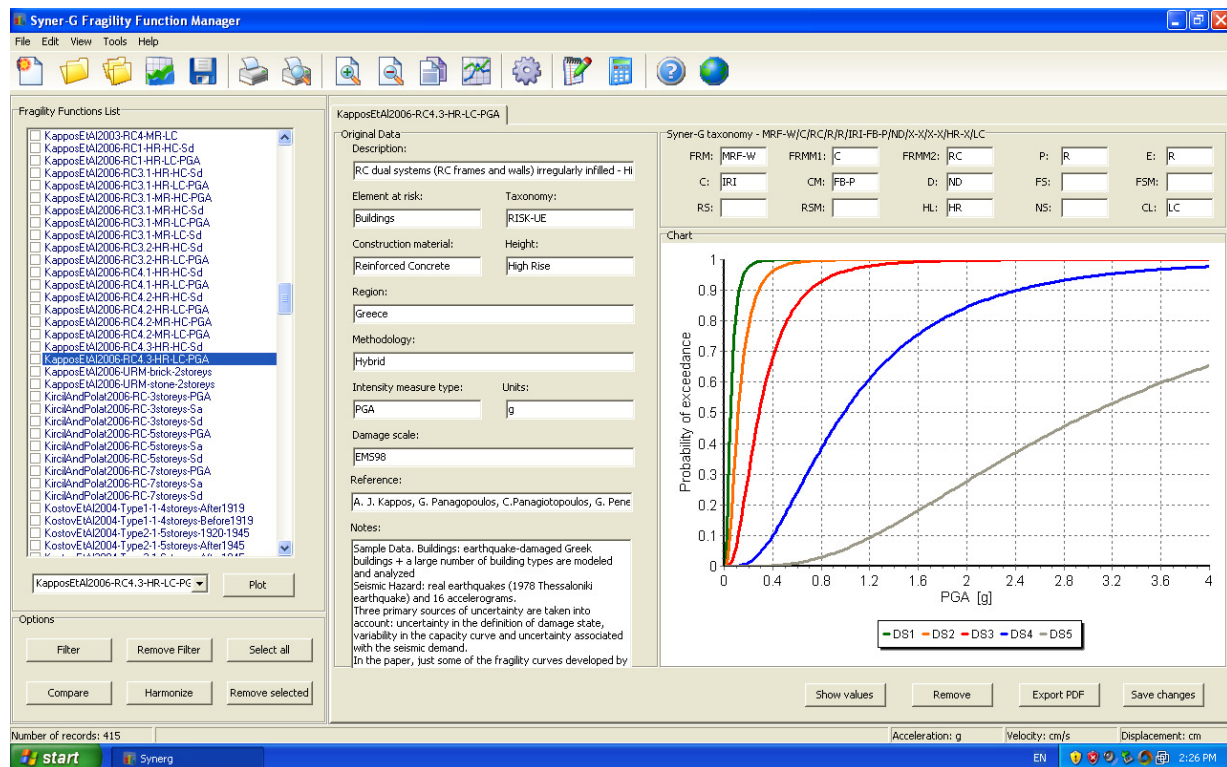 Syner-G Fragility Function Manager
File Edit View Tools Help
Fragility Functions List
KapposEtAl2003-RC4-MR-LC
KapposEtAl2006-RC1-HR-HC-Sd
KapposEtAl2006-RC1-HR-LC-PGA
KapposEtAl2006-RC3.1-HR-HC-Sd
KapposEtAl2006-RC3.1-HR-LC-PGA
KapposEtAl2006-RC3.1-MR-HC-PGA
KapposEtAl2006-RC3.1-MR-HC-Sd
KapposEtAl2006-RC3.1-MR-LC-PGA
KapposEtAl2006-RC3.1-MR-LC-Sd
KapposEtAl2006-RC3.2-HR-HC-Sd
KapposEtAl2006-RC3.2-HR-LC-PGA
KapposEtAl2006-RC4.1-HR-HC-Sd
KapposEtAl2006-RC4.1-HR-LC-PGA
KapposEtAl2006-RC4.2-HR-HC-Sd
KapposEtAl2006-RC4.2-HR-LC-PGA
KapposEtAl2006-RC4.2-MR-HC-PGA
KapposEtAl2006-RC4.2-MR-LC-PGA
KapposEtAl2006-RC4.3-HR-HC-Sd
KapposEtAl2006-RC4.3-HR-LC-PGA
KapposEtAl2006-URM-brick-2storeys
KapposEtAl2006-URM-stone-2storeys
KircilAndPolat2006-RC-3storeys-PGA
KircilAndPolat2006-RC-3storeys-Sa
KircilAndPolat2006-RC-3storeys-Sd
KircilAndPolat2006-RC-5storeys-PGA
KircilAndPolat2006-RC-5storeys-Sa
KircilAndPolat2006-RC-5storeys-Sd
KircilAndPolat2006-RC-7storeys-PGA
KircilAndPolat2006-RC-7storeys-Sa
KircilAndPolat2006-RC-7storeys-Sd
KostovEtAl2004-Type1-1-4storeys-After1919
KostovEtAl2004-Type1-1-4storeys-Before1919
KostovEtAl2004-Type2-1-5storeys-1920-1945
KostovEtAl2004-Type2-1-5storeys-After1945
KapposEtAl2006-RC4.3-HR-LC-PG
Plot
Options
Filter Remove Filter Select all
Compare Harmonize Remove selected
KapposEtAl2006-RC4.3-HR-LC-PGA
Original Data
Description:
RC dual systems (RC frames and walls) irregularly infilled - Hi
Element at risk: Taxonomy:
Buildings RISK-UE
Construction material: Height:
Reinforced Concrete High Rise
Region:
Greece
Methodology:
Hybrid
Intensity measure type: Units:
PGA g
Damage scale:
EMS98
Reference:
A. J. Kappos, G. Panagopoulos, C.Panagiotopoulos, G. Pene
Notes:
Sample Data. Buildings: earthquake-damaged Greek
buildings + a large number of building types are modeled
and analyzed
Seismic Hazard: real earthquakes (1978 Thessaloniki
earthquake) and 16 accelerograms.
Three primary sources of uncertainty are taken into
account: uncertainty in the definition of damage state,
variability in the capacity curve and uncertainty associated
with the seismic demand.
In the paper, just some of the fragility curves developed by
Syner-G taxonomy - MRF-W/C/RC/R/R/IRI-FB-P/ND/X-X/X-X/HR-X/LC
FRM: MRF-W FRMM1: C FRMM2: RC P: R E: R
C: IRI CM: FB-P D: ND FS: FSM:
RS: RSM: HL: HR NS: CL: LC
Chart
1
0.9
0.8
0.7
0.6
0.5
0.4
0.3
0.2
0.1
0
Probability of exceedance
0 0.4 0.8 1.2 1.6 2 2.4 2.8 3.2 3.6 4
PGA [g]
DS1 DS2 DS3 DS4 DS5
Show values Remove Export PDF Save changes
Number of records: 415 Acceleration: g Velocity: cm/s Displacement: cm
start Synerg EN 2:26 PM